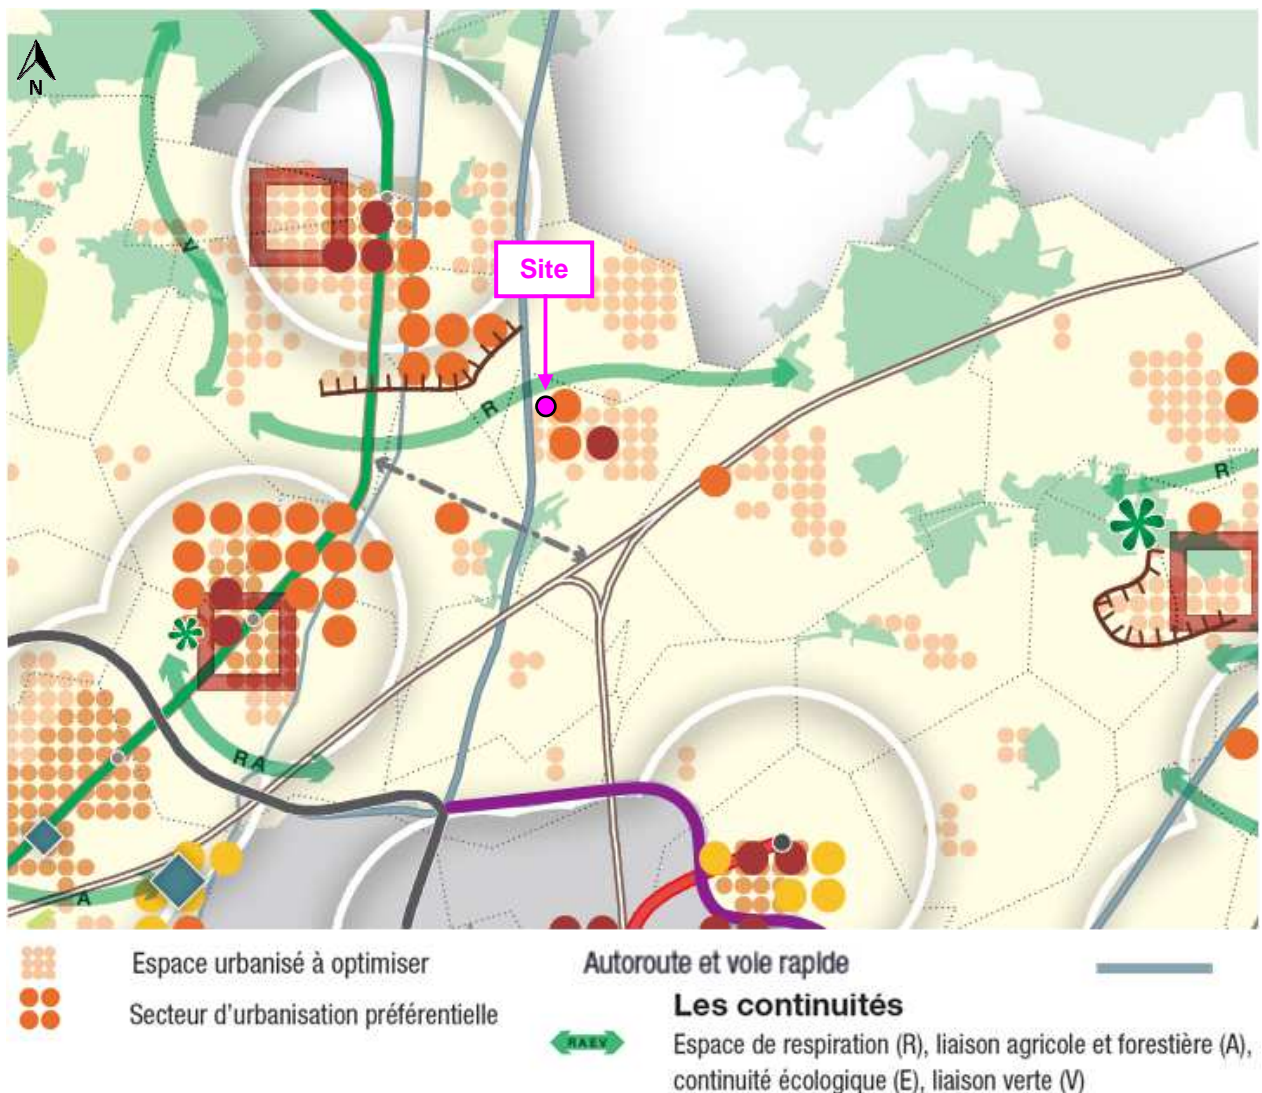 N
V
Site
R
R
R A
A
Espace urbanisé à optimiser
Autoroute et voie rapide
Secteur d'urbanisation préférentielle
Les continuités
RAEV
Espace de respiration (R), liaison agricole et forestière (A),
continuité écologique (E), liaison verte (V)